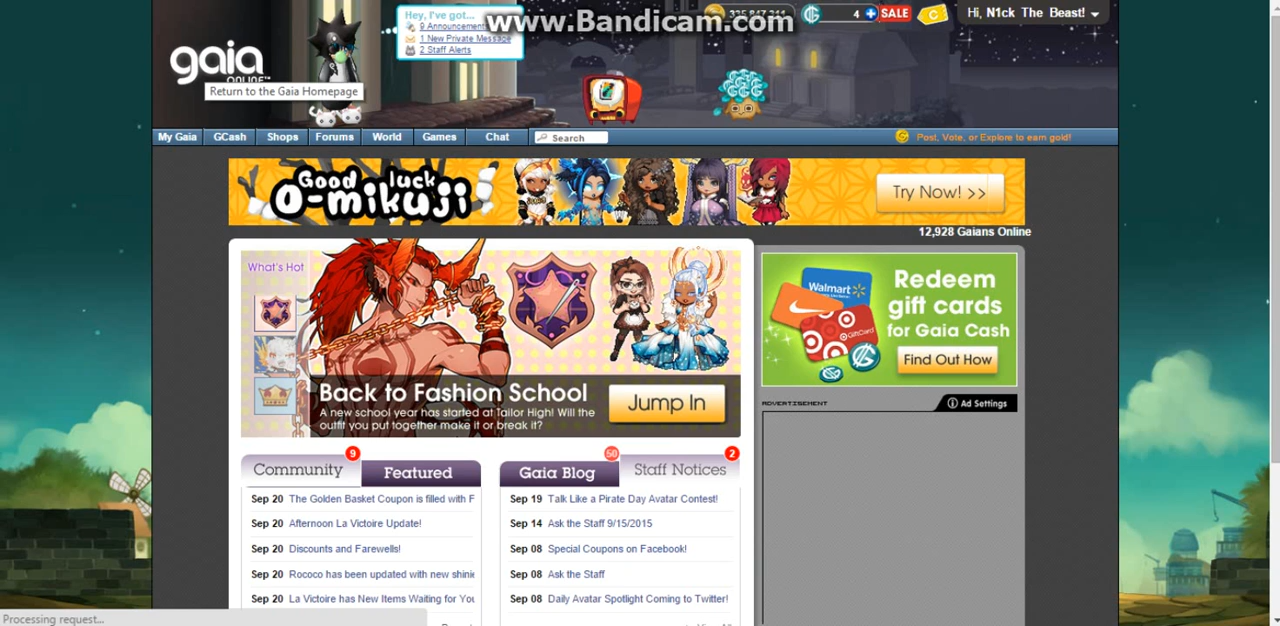 Hey, I've got...
9 Announcement
1 New Private Message
2 Staff Alerts
www.Bandicam.com
4
SALE
Hi, N1ck The Beast!
gaia
ONLINE™
Return to the Gaia Homepage
My Gaia
GCash
Shops
Forums
World
Games
Chat
Search
Post, Vote, or Explore to earn gold!
Good luck
o-mikuji
Try Now! >>
12,928 Gaians Online
What's Hot
Back to Fashion School
A new school year has started at Tailor High! Will the
outfit you put together make it or break it?
Jump In
Walmart
GiftCard
Redeem
gift cards
for Gaia Cash
Find Out How
ADVERTISEMENT
Ad Settings
Community
9
Featured
Sep 20 The Golden Basket Coupon is filled with F
Sep 20 Afternoon La Victoire Update!
Sep 20 Discounts and Farewells!
Sep 20 Rococo has been updated with new shinie
Sep 20 La Victoire has New Items Waiting for You
Gaia Blog
50
Staff Notices
2
Sep 19 Talk Like a Pirate Day Avatar Contest!
Sep 14 Ask the Staff 9/15/2015
Sep 08 Special Coupons on Facebook!
Sep 08 Ask the Staff
Sep 08 Daily Avatar Spotlight Coming to Twitter!
Processing request...